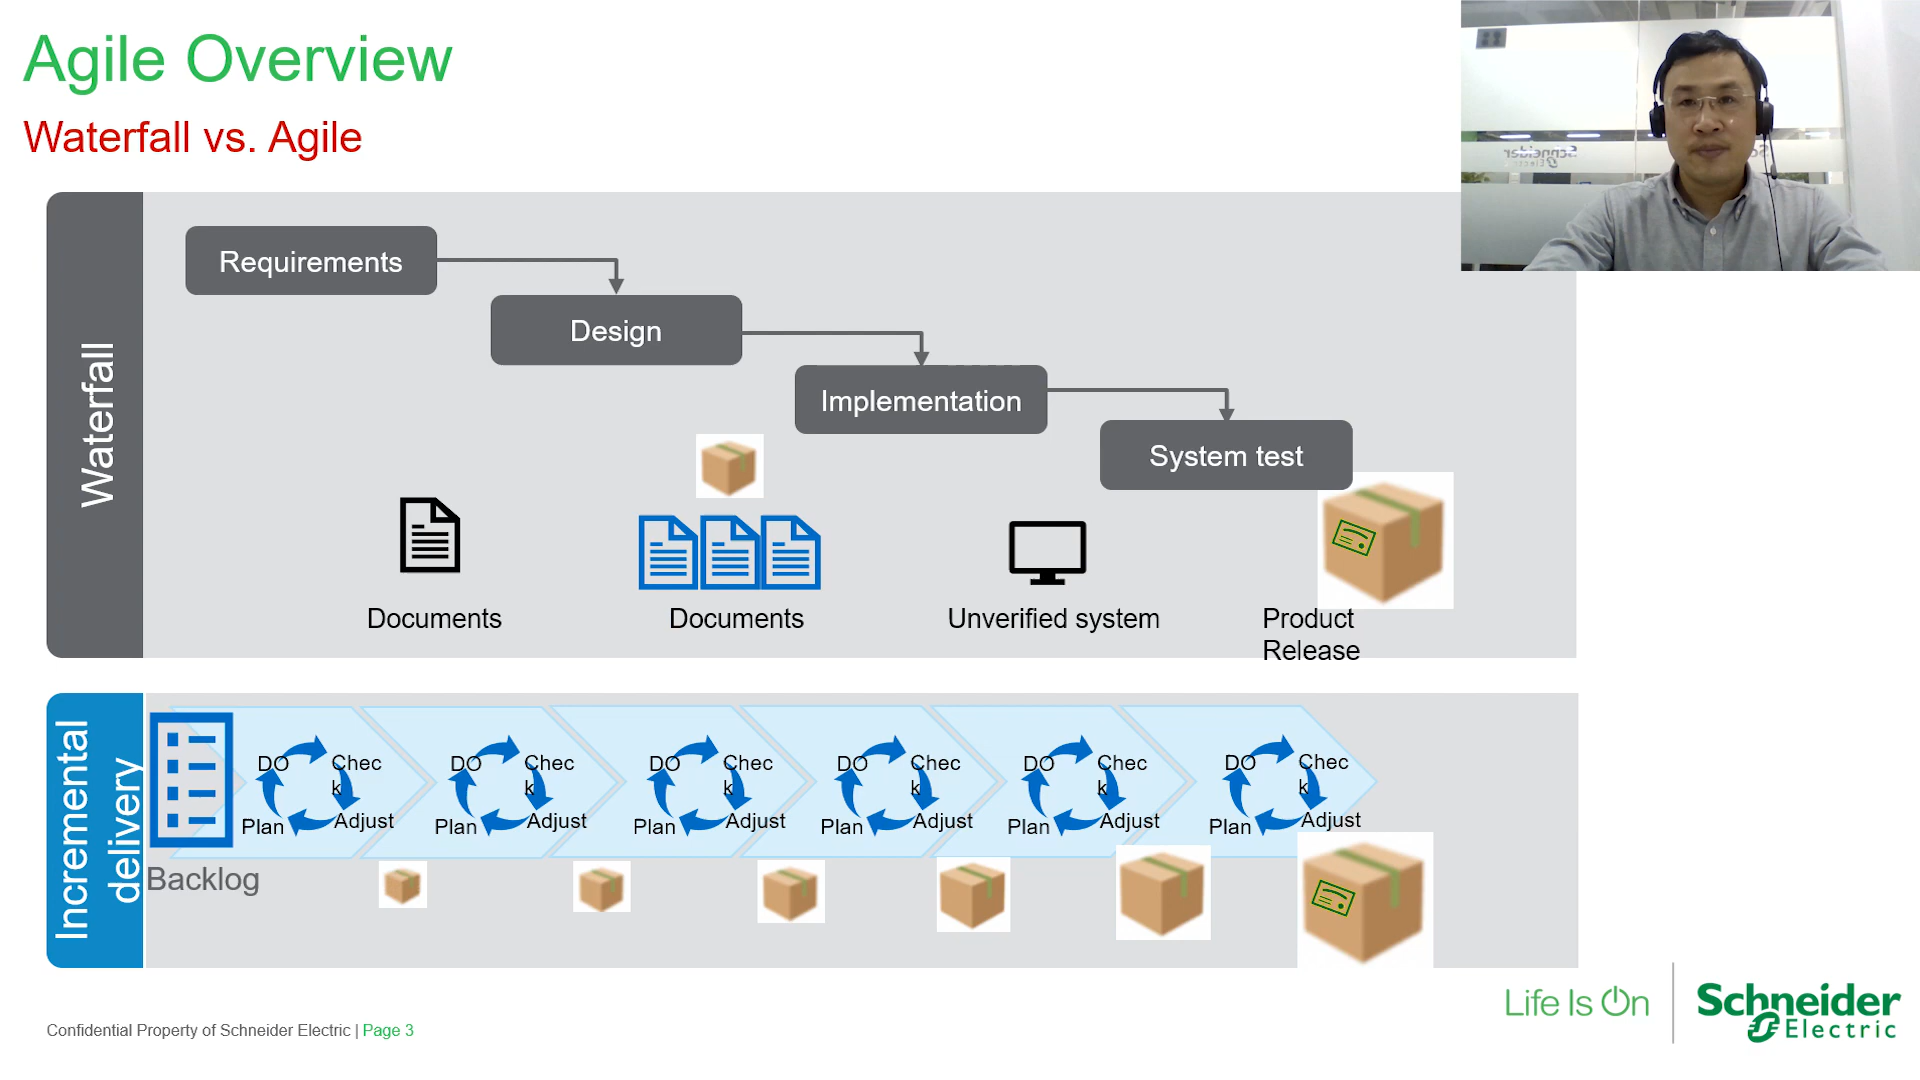 Agile Overview
Waterfall vs. Agile
Schneider
Electric
Waterfall
Requirements
Design
Implementation
System test
Documents
Documents
Unverified system
Product
Release
Incremental
delivery
Backlog
DO
Chec
k
Plan
Adjust
DO
Chec
k
Plan
Adjust
DO
Chec
k
Plan
Adjust
DO
Chec
k
Plan
Adjust
DO
Chec
k
Plan
Adjust
DO
Chec
k
Plan
Adjust
Confidential Property of Schneider Electric | Page 3
Life Is On
Schneider
Electric